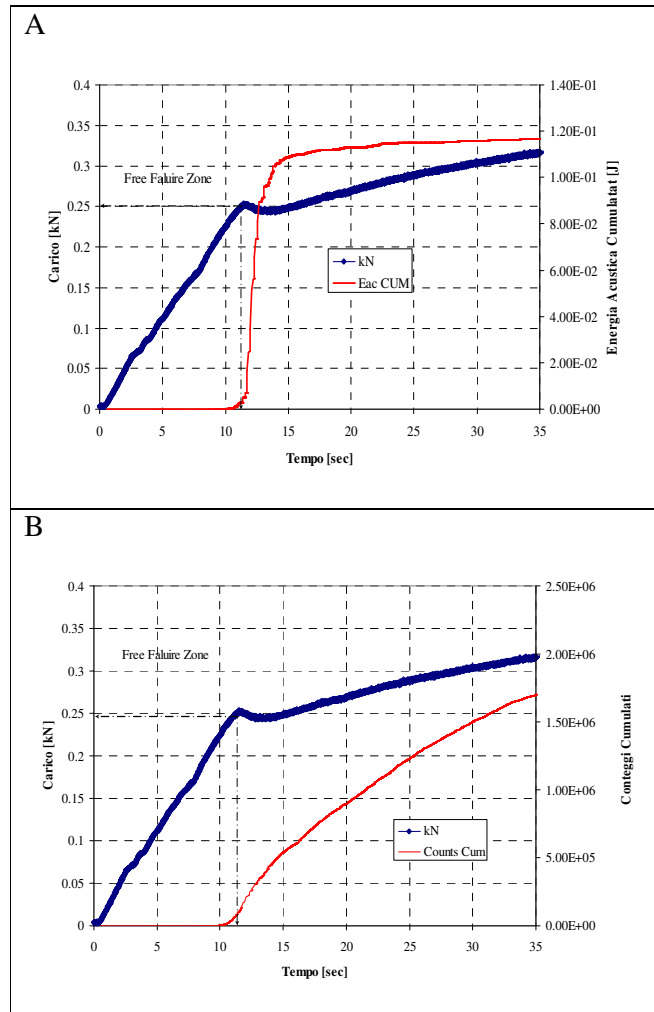 A
0.4
0.35
0.3
0.25
0.2
0.15
0.1
0.05
0
Carico [kN]
Free Faluire Zone
kN
Eac CUM
1.40E-01
1.20E-01
1.00E-01
8.00E-02
6.00E-02
4.00E-02
2.00E-02
0.00E+00
Energia Acustica Cumulatat [J]
0 5 10 15 20 25 30 35
Tempo [sec]
B
0.4
0.35
0.3
0.25
0.2
0.15
0.1
0.05
0
Carico [kN]
Free Faluire Zone
kN
Counts Cum
2.50E+06
2.00E+06
1.50E+06
1.00E+06
5.00E+05
0.00E+00
Conteggi Cumulati
0 5 10 15 20 25 30 35
Tempo [sec]